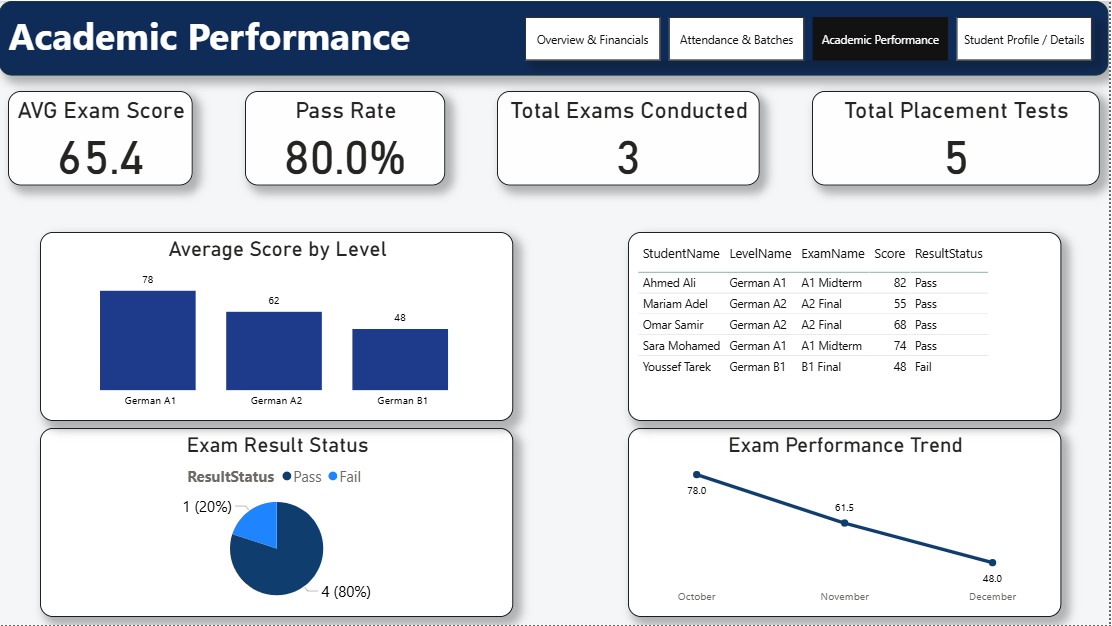 Academic Performance
Overview & Financials
Attendance & Batches
Academic Performance
Student Profile / Details
AVG Exam Score
65.4
Pass Rate
80.0%
Total Exams Conducted
3
Total Placement Tests
5
Average Score by Level
78
62
48
German A1
German A2
German B1
StudentName LevelName ExamName Score ResultStatus
Ahmed Ali German A1 A1 Midterm 82 Pass
Mariam Adel German A2 A2 Final 55 Pass
Omar Samir German A2 A2 Final 68 Pass
Sara Mohamed German A1 A1 Midterm 74 Pass
Youssef Tarek German B1 B1 Final 48 Fail
Exam Result Status
ResultStatus Pass Fail
1 (20%)
4 (80%)
Exam Performance Trend
78.0
61.5
48.0
October
November
December